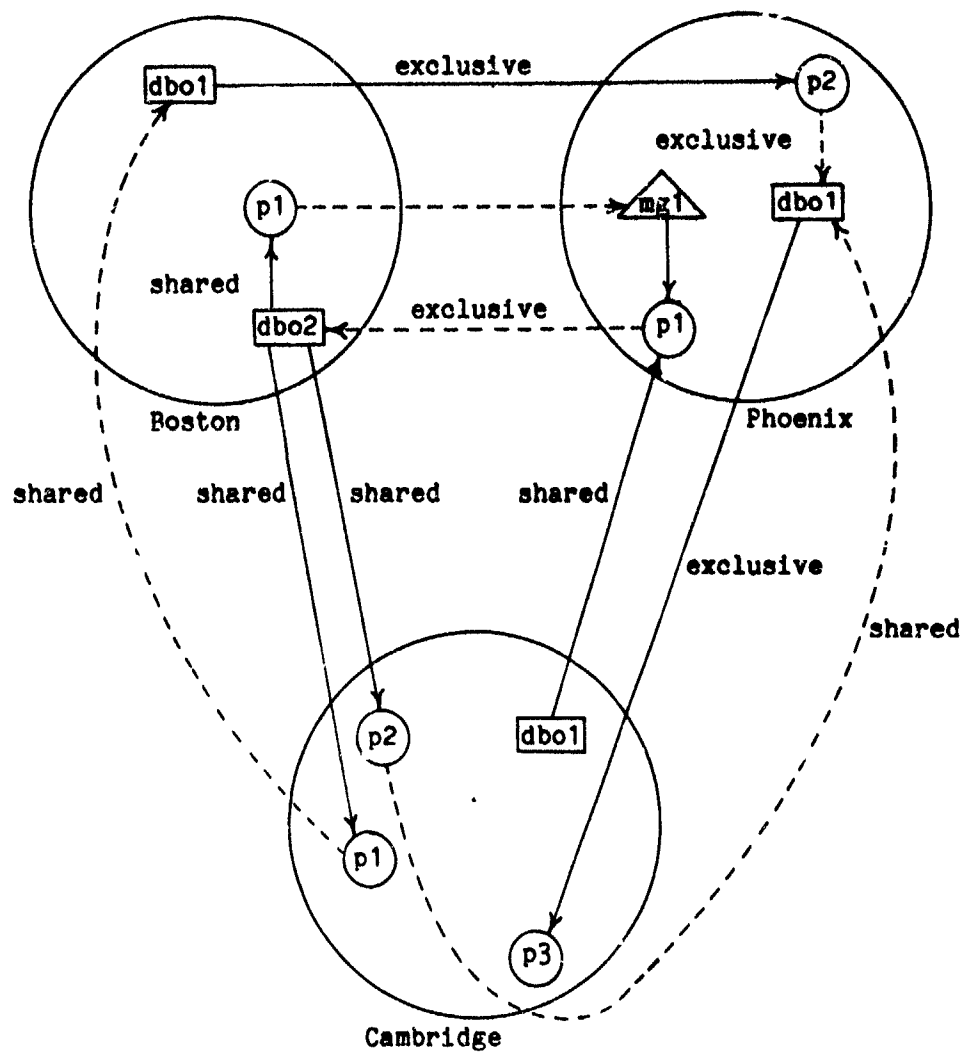 exclusive
dbo1
p2
exclusive
p1
mg1
dbo1
shared
exclusive
dbo2
p1
Boston
Phoenix
shared
shared
shared
shared
exclusive
shared
p2
dbo1
p1
p3
Cambridge